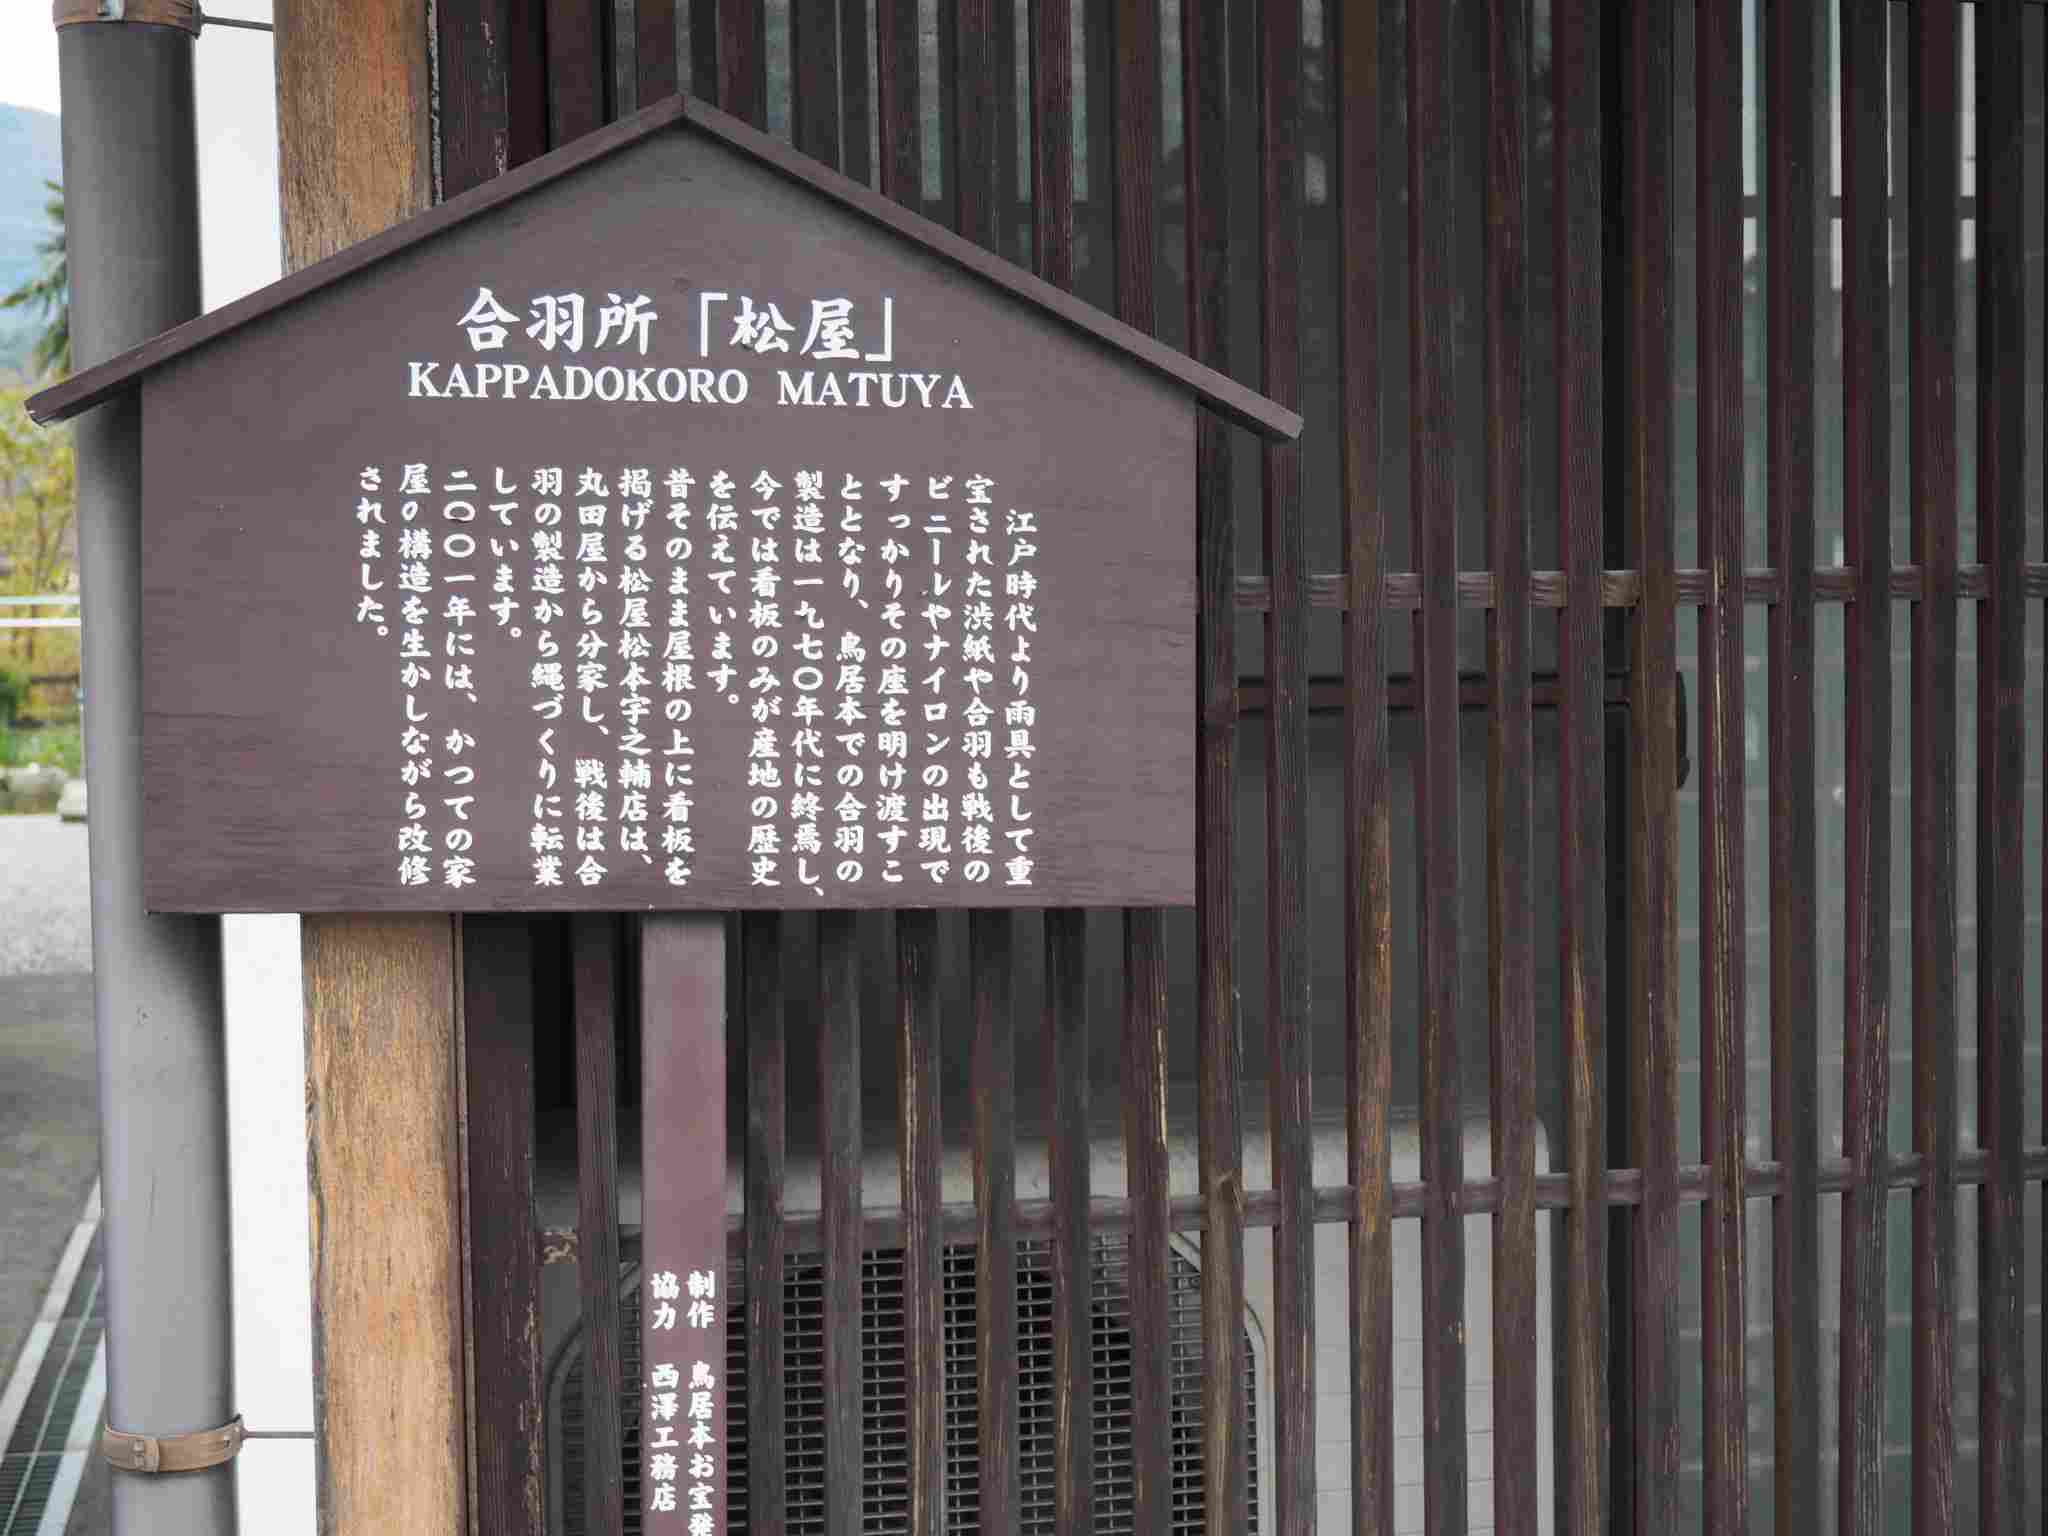 合羽所「松屋」
KAPPADOKORO MATUYA
江戸時代より雨具として重
宝された渋紙や合羽も戦後の
ビニールやナイロンの出現で
すっかりその座を明け渡すこ
ととなり、鳥居本での合羽の
製造は一九七〇年代に終焉し、
今では看板のみが産地の歴史
を伝えています。
昔そのまま屋根の上に看板を
掲げる松屋松本宇之輔店は、
丸田屋から分家し、戦後は合
羽の製造から縄づくりに転業
しています。
二〇〇一年には、かつての家
屋の構造を生かしながら改修
されました。
制作 鳥居本お宝発
協力 西澤工務店